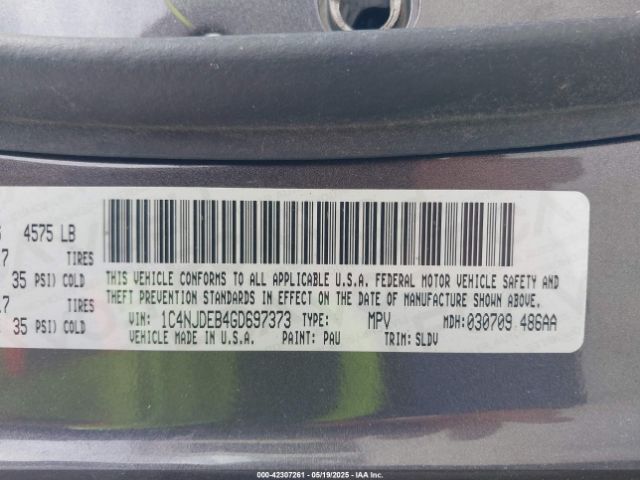 4575 LB
7 TIRES
35 PSI) COLD
17 TIRES
35 PSI) COLD
THIS VEHICLE CONFORMS TO ALL APPLICABLE U.S.A. FEDERAL MOTOR VEHICLE SAFETY AND
THEFT PREVENTION STANDARDS IN EFFECT ON THE DATE OF MANUFACTURE SHOWN ABOVE.
VIN: 1C4NJDEB4GD697373 TYPE: MPV MDH:030709 486AA
VEHICLE MADE IN U.S.A. PAINT: PAU TRIM: SLDV
000-42307261 - 05/19/2025 - IAA Inc.